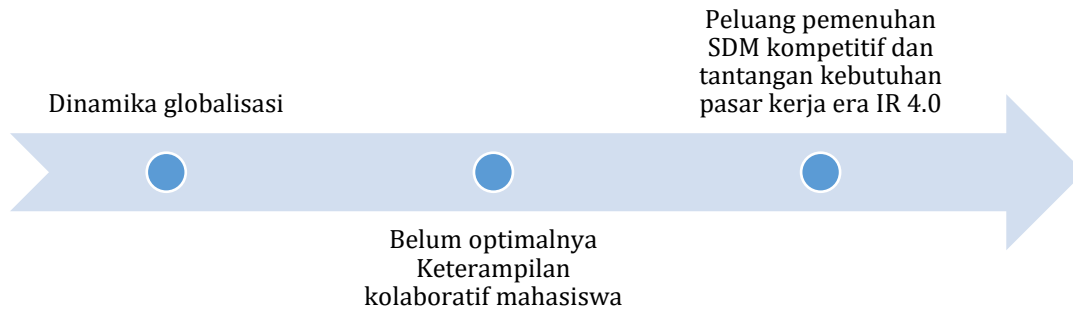 Dinamika globalisasi
Belum optimalnya
Keterampilan
kolaboratif mahasiswa
Peluang pemenuhan
SDM kompetitif dan
tantangan kebutuhan
pasar kerja era IR 4.0